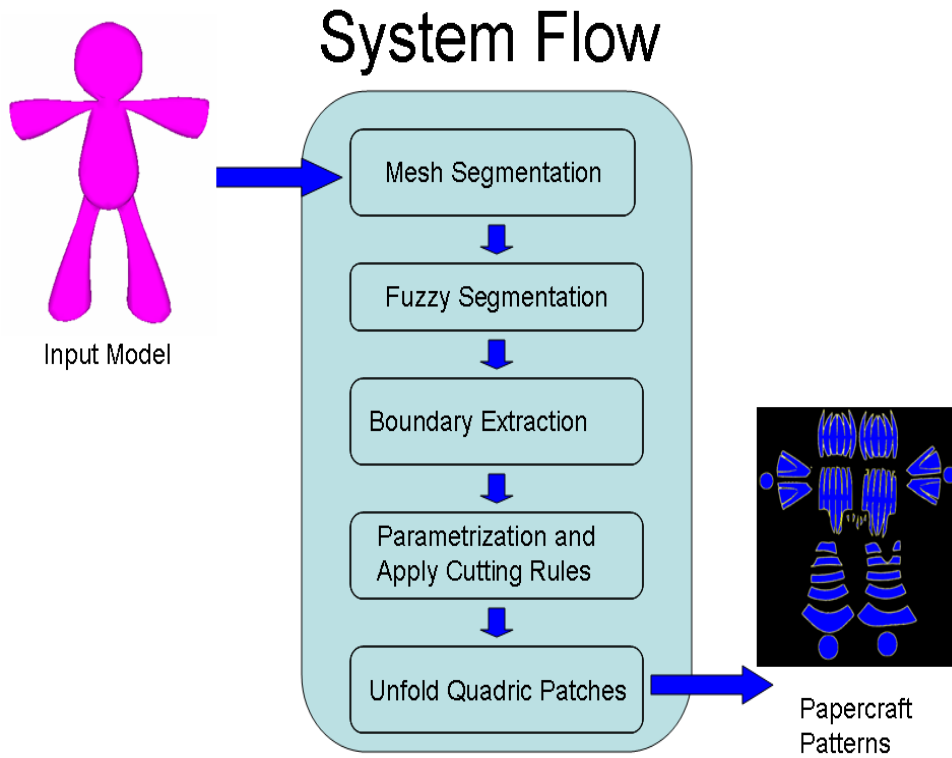 System Flow
Mesh Segmentation
Input Model
Fuzzy Segmentation
Boundary Extraction
Parametrization and
Apply Cutting Rules
Unfold Quadric Patches
Papercraft
Patterns